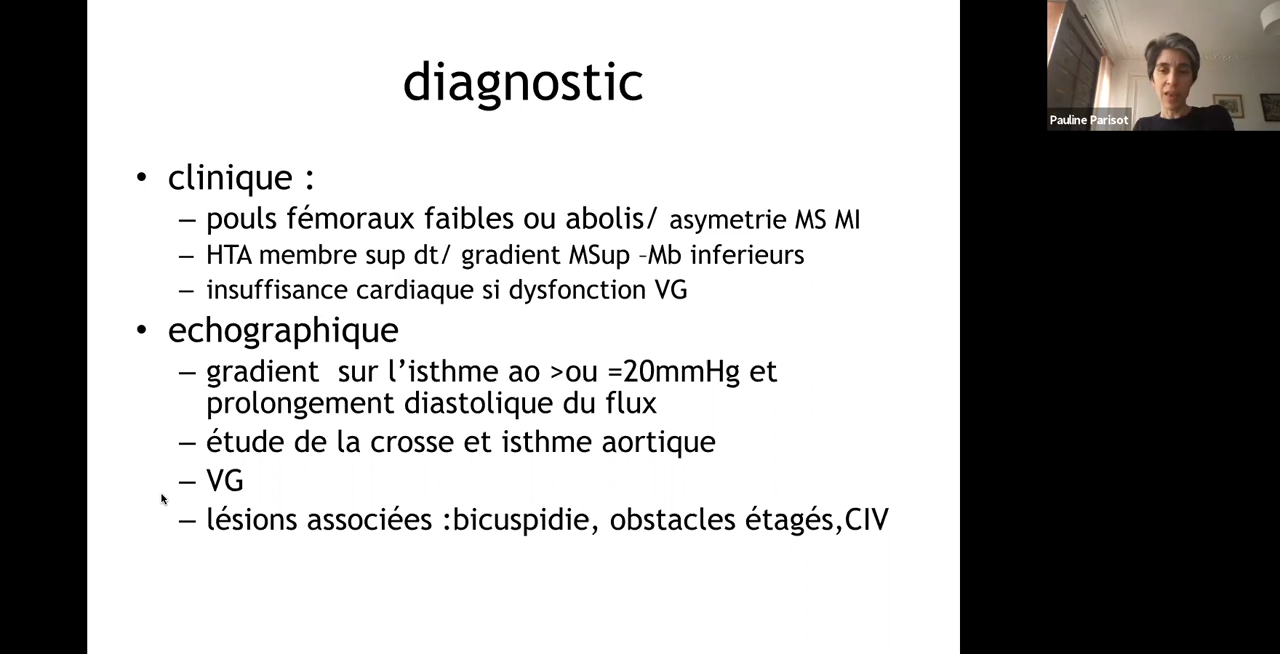 diagnostic
• clinique :
– pouls fémoraux faibles ou abolis/ asymetrie MS MI
– HTA membre sup dt/ gradient MSup –Mb inferieurs
– insuffisance cardiaque si dysfonction VG
• echographique
– gradient  sur l’isthme ao >ou =20mmHg et
prolongement diastolique du flux
– étude de la crosse et isthme aortique
– VG
– lésions associées :bicuspidie, obstacles étagés,CIV
Pauline Parisot